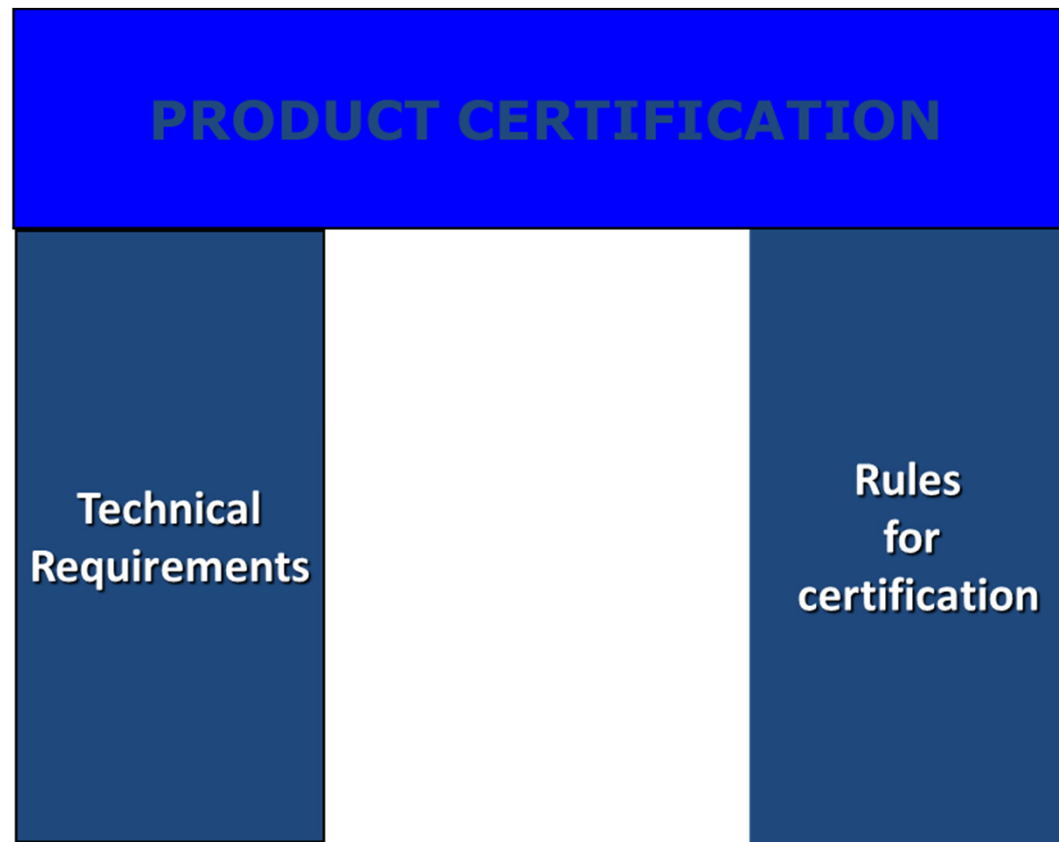 PRODUCT CERTIFICATION
Technical
Requirements
Rules
for
certification